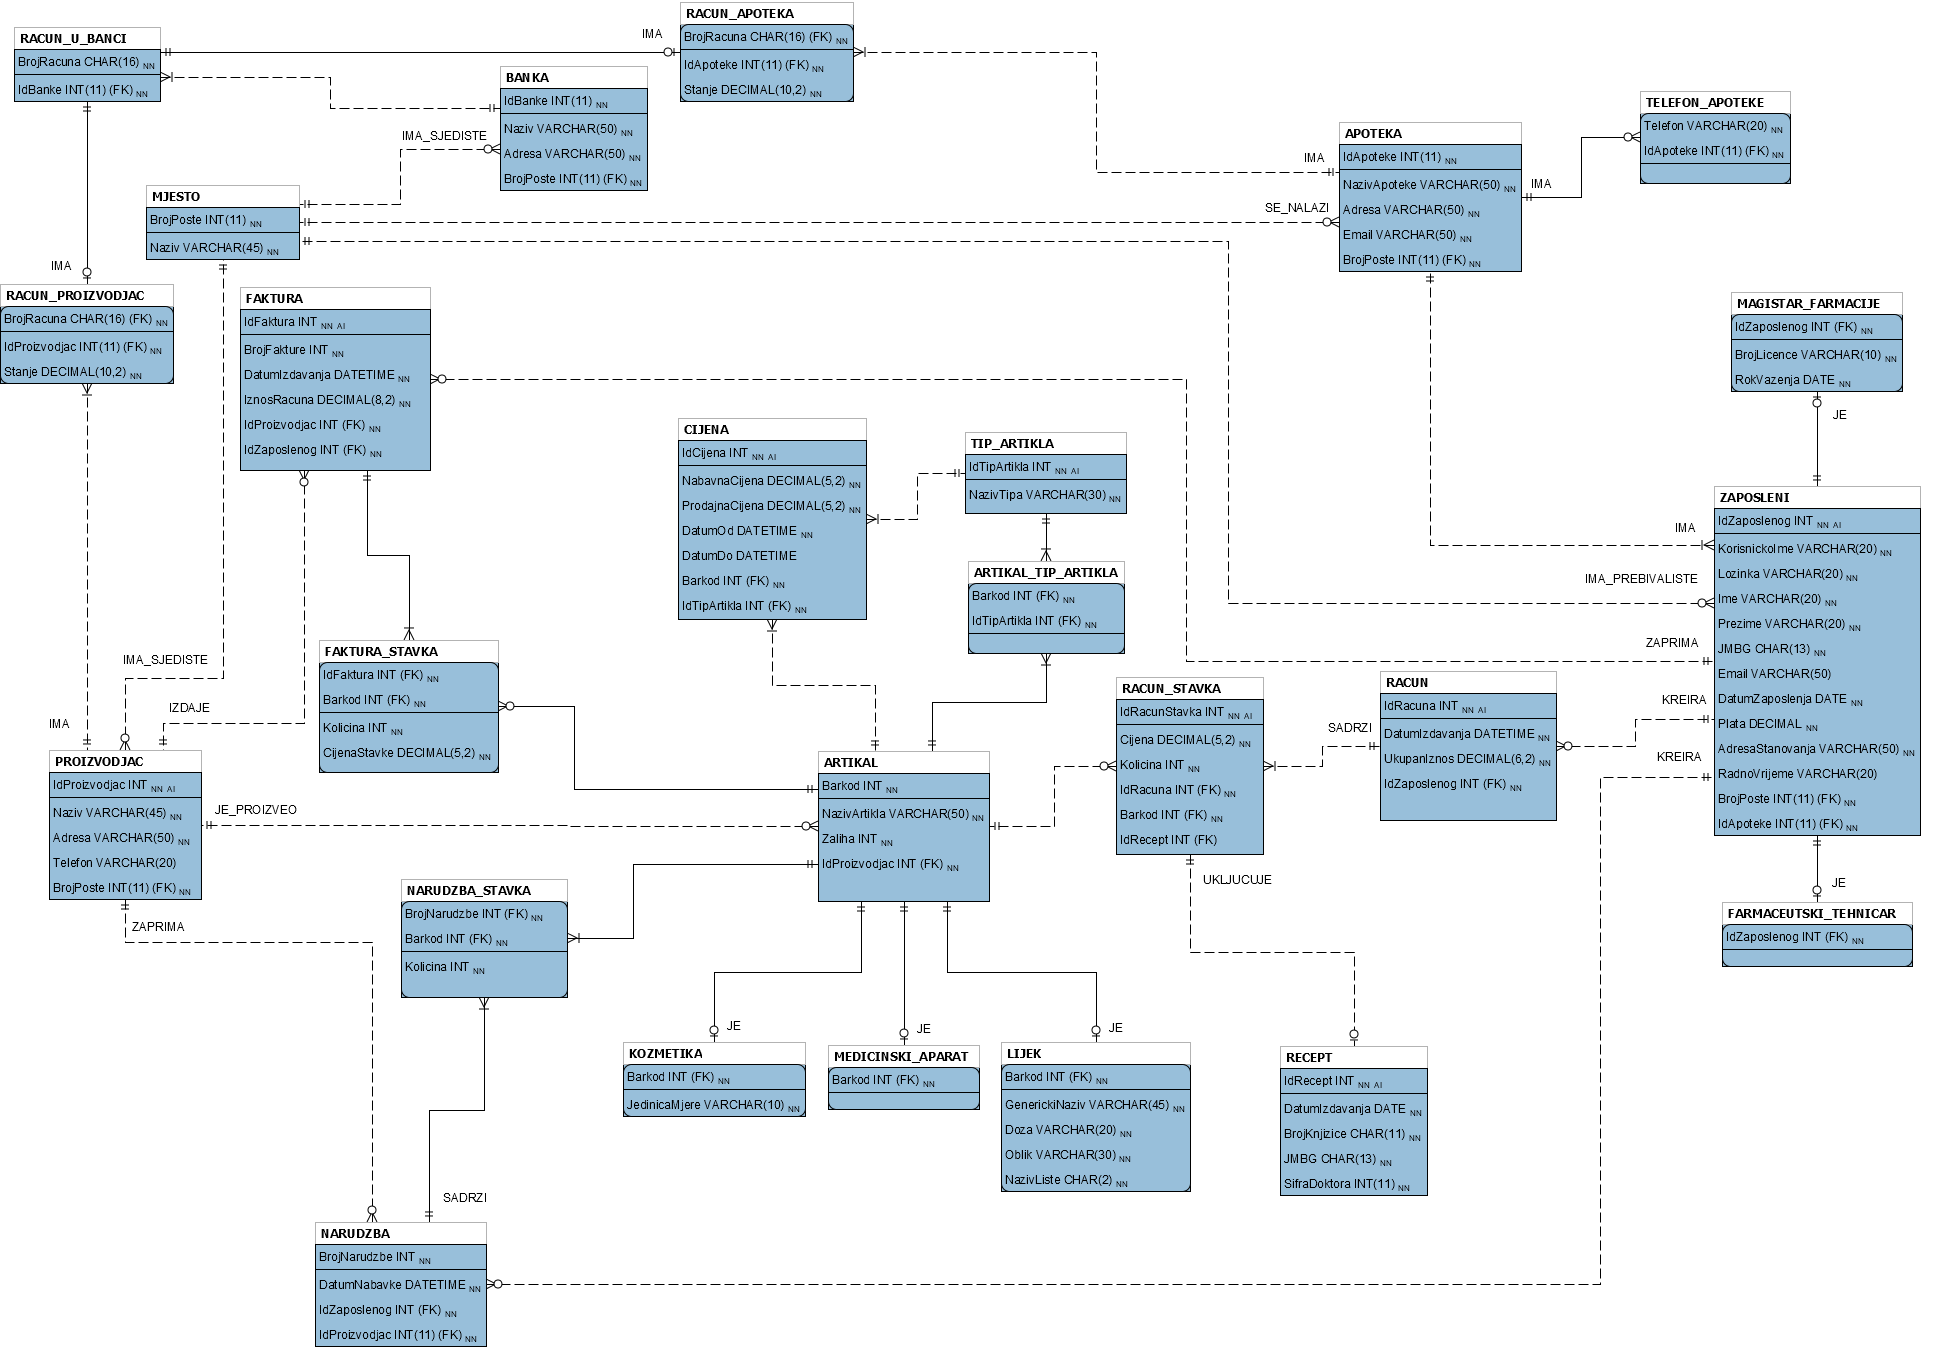 RACUN_U_BANCI
BrojRacuna CHAR(16) NN
IdBanke INT(11) (FK) NN
IMA
RACUN_APOTEKA
BrojRacuna CHAR(16) (FK) NN
IdApoteke INT(11) (FK) NN
Stanje DECIMAL(10,2) NN
BANKA
IdBanke INT(11) NN
Naziv VARCHAR(50) NN
Adresa VARCHAR(50) NN
BrojPoste INT(11) (FK) NN
IMA_SJEDISTE
TELEFON_APOTEKE
Telefon VARCHAR(20) NN
IdApoteke INT(11) (FK) NN
APOTEKA
IdApoteke INT(11) NN
NazivApoteke VARCHAR(50) NN
Adresa VARCHAR(50) NN
Email VARCHAR(50) NN
BrojPoste INT(11) (FK) NN
IMA
IMA
SE_NALAZI
MJESTO
BrojPoste INT(11) NN
Naziv VARCHAR(45) NN
IMA
RACUN_PROIZVODJAC
BrojRacuna CHAR(16) (FK) NN
IdProizvodjac INT(11) (FK) NN
Stanje DECIMAL(10,2) NN
FAKTURA
IdFaktura INT NN AI
BrojFakture INT NN
DatumIzdavanja DATETIME NN
IznosRacuna DECIMAL(8,2) NN
IdProizvodjac INT (FK) NN
IdZaposlenog INT (FK) NN
MAGISTAR_FARMACIJE
IdZaposlenog INT (FK) NN
BrojLicence VARCHAR(10) NN
RokVazenja DATE NN
JE
CIJENA
IdCijena INT NN AI
NabavnaCijena DECIMAL(5,2) NN
ProdajnaCijena DECIMAL(5,2) NN
DatumOd DATETIME NN
DatumDo DATETIME
Barkod INT (FK) NN
IdTipArtikla INT (FK) NN
TIP_ARTIKLA
IdTipArtikla INT NN AI
NazivTipa VARCHAR(30) NN
ARTIKAL_TIP_ARTIKLA
Barkod INT (FK) NN
IdTipArtikla INT (FK) NN
ZAPOSLENI
IdZaposlenog INT NN AI
KorisnickoIme VARCHAR(20) NN
Lozinka VARCHAR(20) NN
Ime VARCHAR(20) NN
Prezime VARCHAR(20) NN
JMBG CHAR(13) NN
Email VARCHAR(50)
DatumZaposlenja DATE NN
Plata DECIMAL NN
AdresaStanovanja VARCHAR(50) NN
RadnoVrijeme VARCHAR(20)
BrojPoste INT(11) (FK) NN
IdApoteke INT(11) (FK) NN
IMA
IMA_PREBIVALISTE
ZAPRIMA
KREIRA
KREIRA
FAKTURA_STAVKA
IdFaktura INT (FK) NN
Barkod INT (FK) NN
Kolicina INT NN
CijenaStavke DECIMAL(5,2) NN
IMA_SJEDISTE
IZDAJE
IMA
RACUN_STAVKA
IdRacunStavka INT NN AI
Cijena DECIMAL(5,2) NN
Kolicina INT NN
IdRacuna INT (FK) NN
Barkod INT (FK) NN
IdRecept INT (FK)
SADRZI
RACUN
IdRacuna INT NN AI
DatumIzdavanja DATETIME NN
UkupanIznos DECIMAL(6,2) NN
IdZaposlenog INT (FK) NN
PROIZVODJAC
IdProizvodjac INT NN AI
Naziv VARCHAR(45) NN
Adresa VARCHAR(50) NN
Telefon VARCHAR(20)
BrojPoste INT(11) (FK) NN
JE_PROIZVEO
ARTIKAL
Barkod INT NN
NazivArtikla VARCHAR(50) NN
Zaliha INT NN
IdProizvodjac INT (FK) NN
UKLJUCUJE
JE
FARMACEUTSKI_TEHNICAR
IdZaposlenog INT (FK) NN
NARUDZBA_STAVKA
BrojNarudzbe INT (FK) NN
Barkod INT (FK) NN
Kolicina INT NN
ZAPRIMA
JE
JE
JE
KOZMETIKA
Barkod INT (FK) NN
JedinicaMjere VARCHAR(10) NN
MEDICINSKI_APARAT
Barkod INT (FK) NN
LIJEK
Barkod INT (FK) NN
GenerickiNaziv VARCHAR(45) NN
Doza VARCHAR(20) NN
Oblik VARCHAR(30) NN
NazivListe CHAR(2) NN
RECEPT
IdRecept INT NN AI
DatumIzdavanja DATE NN
BrojKnjizice CHAR(11) NN
JMBG CHAR(13) NN
SifraDoktora INT(11) NN
SADRZI
NARUDZBA
BrojNarudzbe INT NN
DatumNabavke DATETIME NN
IdZaposlenog INT (FK) NN
IdProizvodjac INT(11) (FK) NN